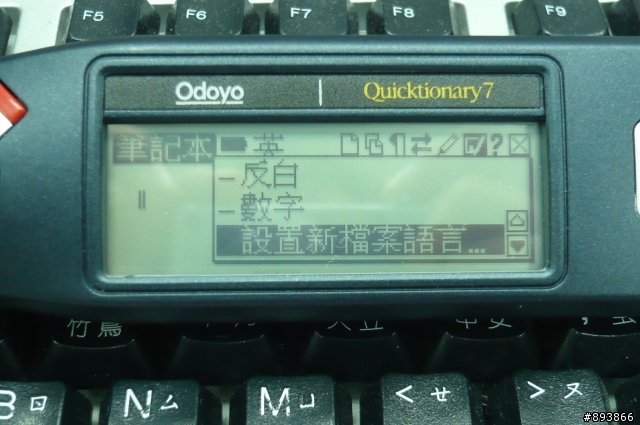 F5 F6 F7 F8 F9
Odoyo | Quicktionary7
筆記本 英 ?
–反白
–數字
設置新檔案語言...
竹鳥
B ㄖ N ㄙ M ㄩ < ㄝ > ㄡ
#893866